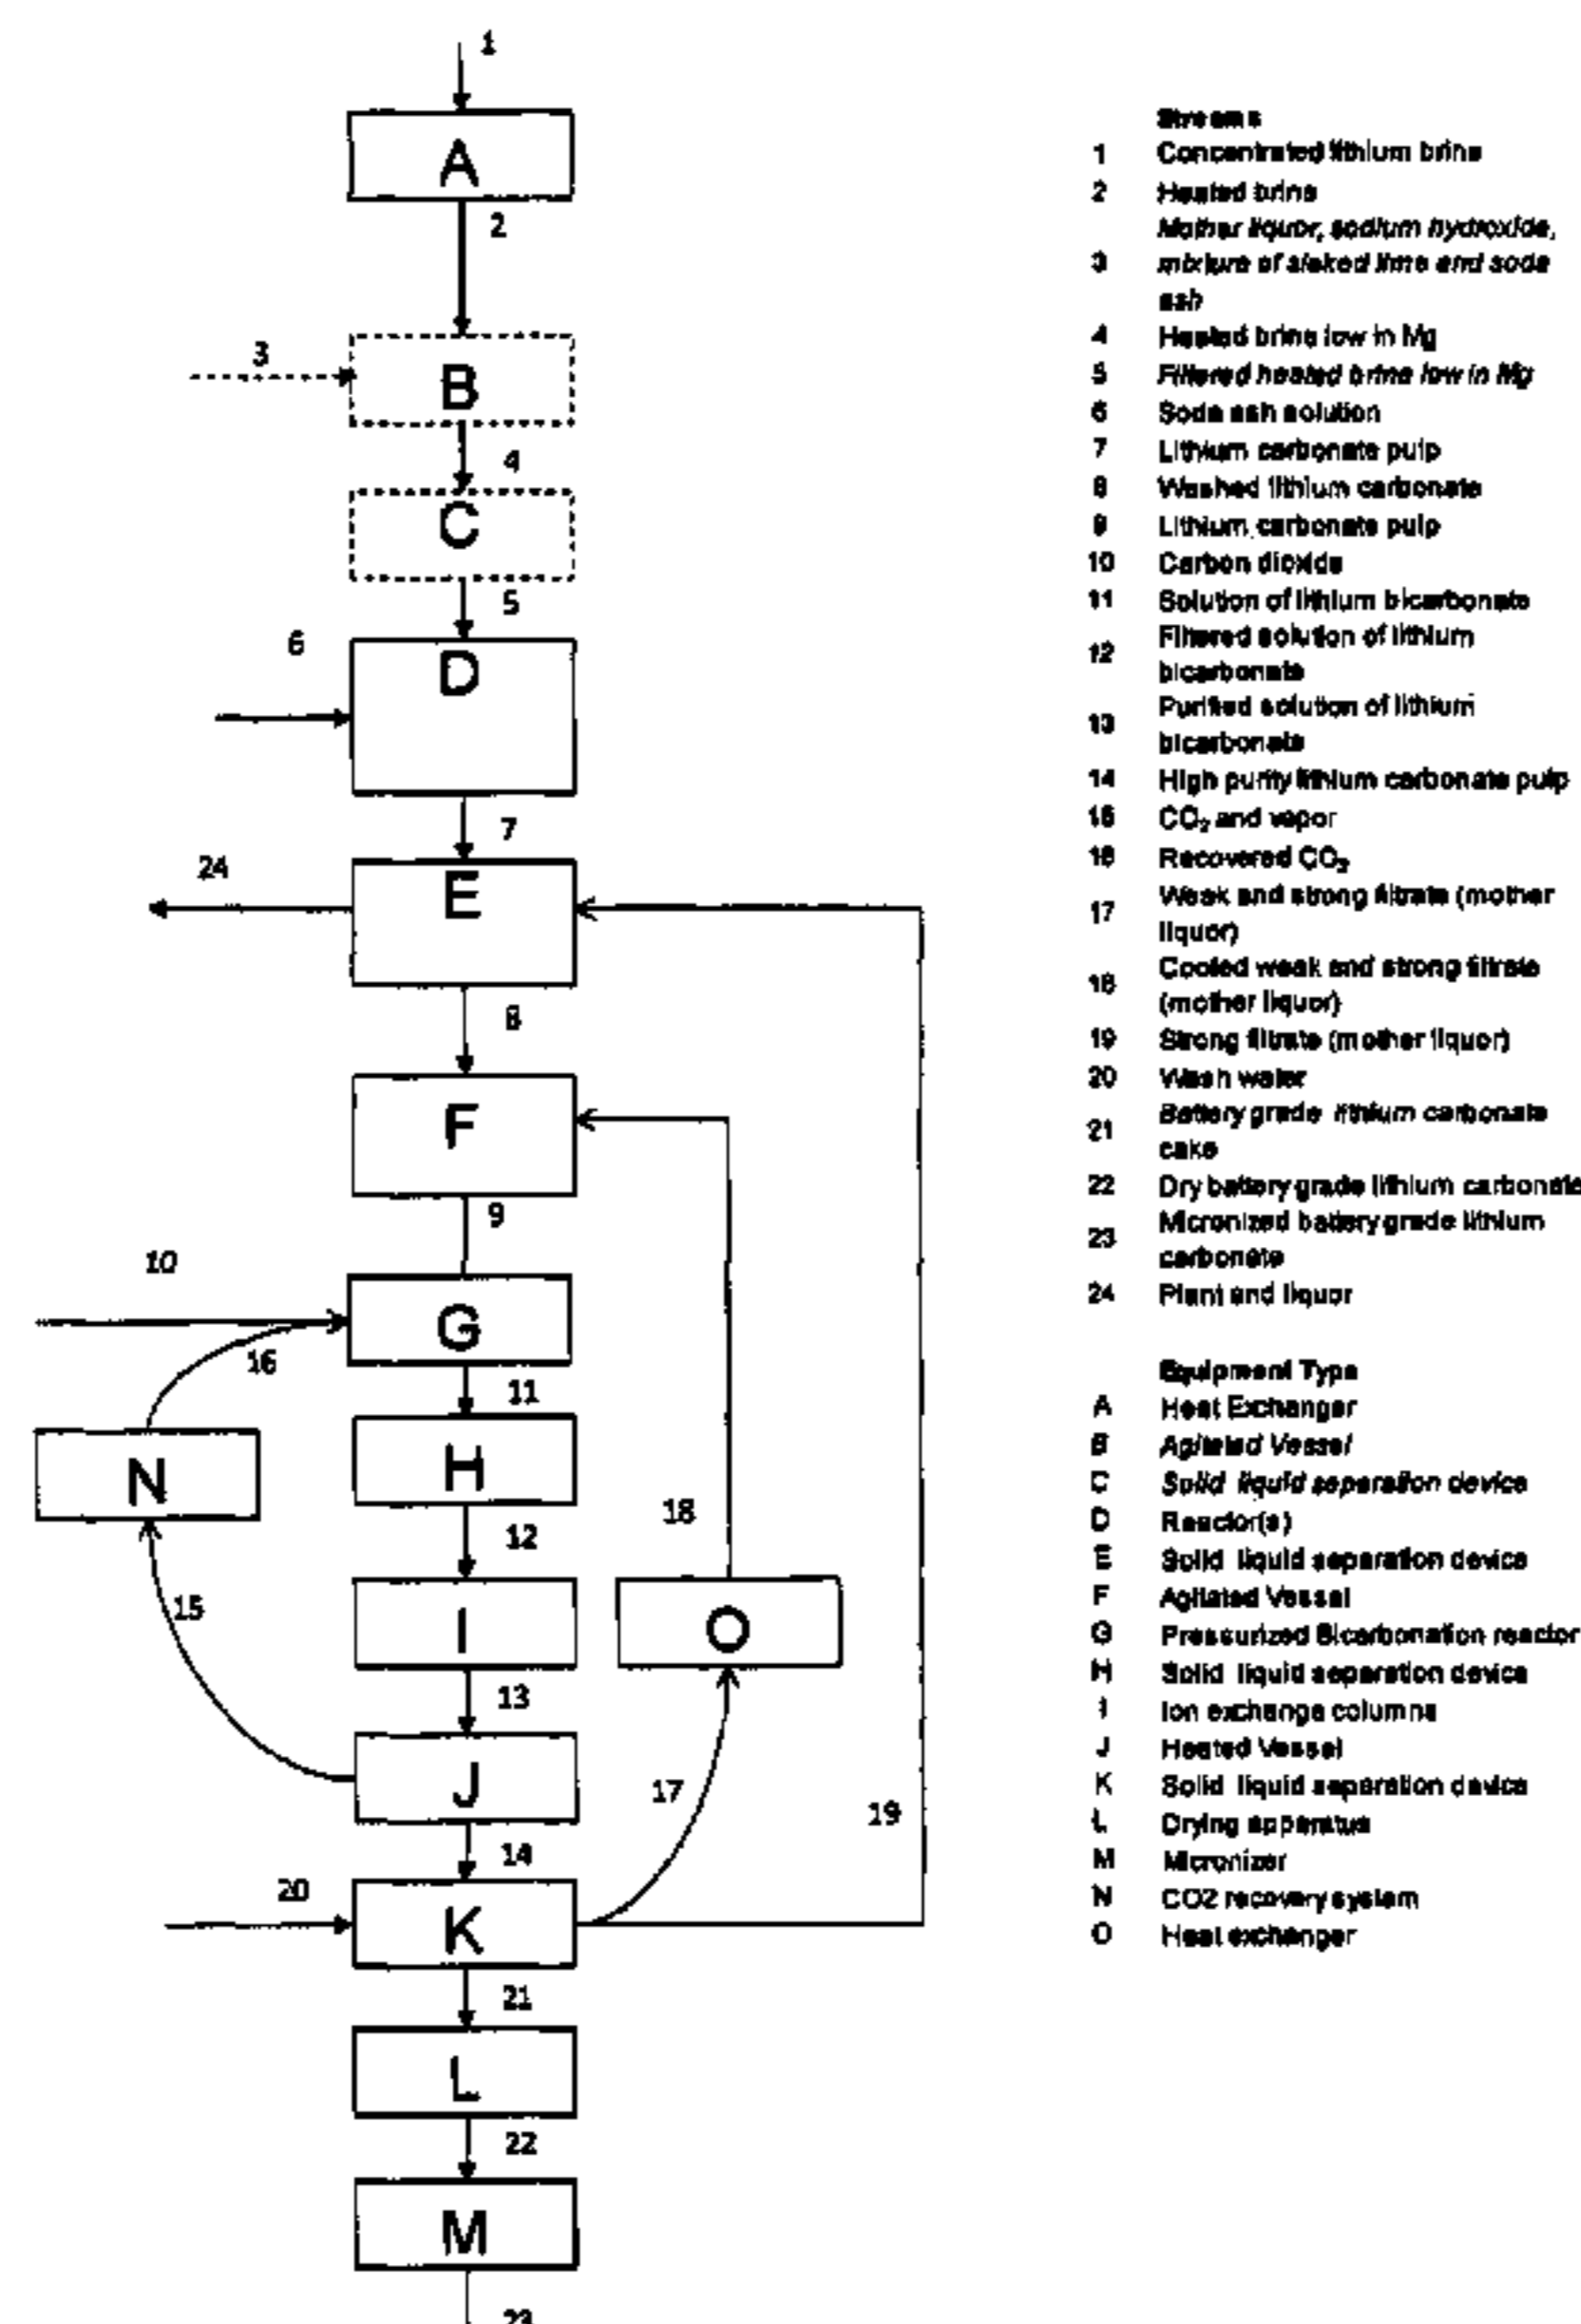 1
A
2
3
B
4
C
5
6
D
7
24
E
8
F
9
10
G
16
11
N
H
18
12
15
I
O
13
17
J
19
14
20
K
21
L
22
M
23
Streams
1 Concentrated lithium brine
2 Heated brine
Mother liquor, sodium hydroxide,
3 mixture of slaked lime and soda
ash
4 Heated brine low in Mg
5 Filtered heated brine low in Mg
6 Soda ash solution
7 Lithium carbonate pulp
8 Washed lithium carbonate
9 Lithium carbonate pulp
10 Carbon dioxide
11 Solution of lithium bicarbonate
12 Filtered solution of lithium
bicarbonate
13 Purified solution of lithium
bicarbonate
14 High purity lithium carbonate pulp
15 CO₂ and vapor
16 Recovered CO₂
17 Weak and strong filtrate (mother
liquor)
18 Cooled weak and strong filtrate
(mother liquor)
19 Strong filtrate (mother liquor)
20 Wash water
21 Battery grade lithium carbonate
cake
22 Dry battery grade lithium carbonate
23 Micronized battery grade lithium
carbonate
24 Plant end liquor
Equipment Type
A Heat Exchanger
B Agitated Vessel
C Solid liquid separation device
D Reactor(s)
E Solid liquid separation device
F Agitated Vessel
G Pressurized Bicarbonation reactor
H Solid liquid separation device
I Ion exchange columns
J Heated Vessel
K Solid liquid separation device
L Drying apparatus
M Micronizer
N CO2 recovery system
O Heat exchanger